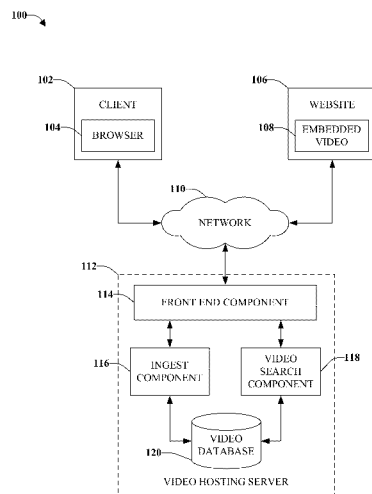 100
102
CLIENT
104
BROWSER
106
WEBSITE
108
EMBEDDED
VIDEO
110
NETWORK
112
114
FRONT END COMPONENT
116
INGEST
COMPONENT
VIDEO
SEARCH
COMPONENT
118
VIDEO
DATABASE
120
VIDEO HOSTING SERVER